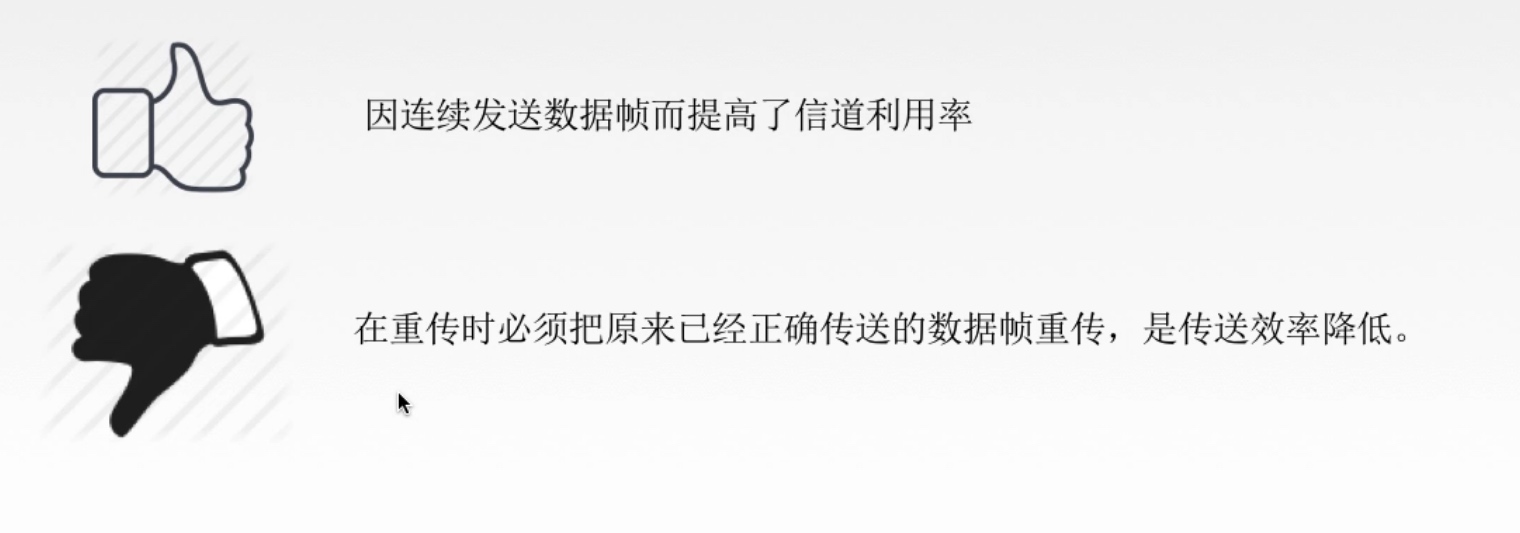 因连续发送数据帧而提高了信道利用率
在重传时必须把原来已经正确传送的数据帧重传，是传送效率降低。